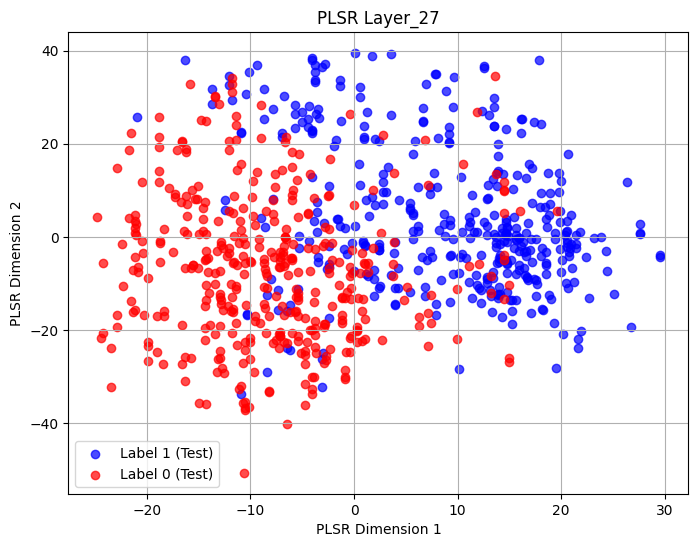 PLSR Layer_27
PLSR Dimension 2
40
20
0
−20
−40
Label 1 (Test)
Label 0 (Test)
−20
−10
0
10
20
30
PLSR Dimension 1